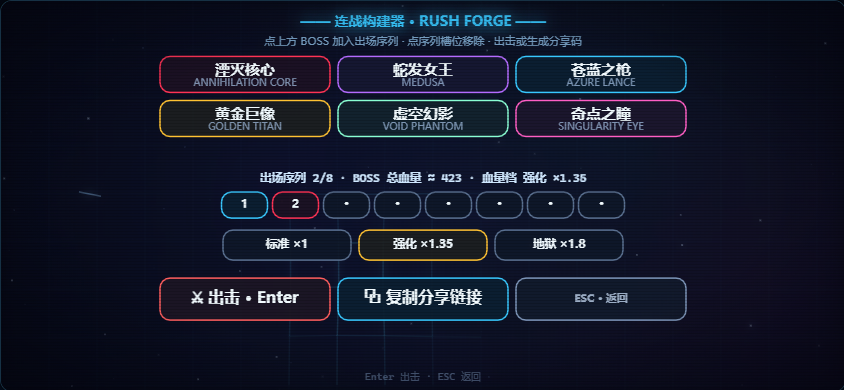 连战构建器 • RUSH FORGE
点上方 BOSS 加入出场序列 · 点序列槽位移除 · 出击或生成分享码
湮灭核心 蛇发女王 苍蓝之枪
ANNIHILATION CORE MEDUSA AZURE LANCE
黄金巨像 虚空幻影 奇点之瞳
GOLDEN TITAN VOID PHANTOM SINGULARITY EYE
出场序列 2/8 · BOSS 总血量 ≈ 423 · 血量档 强化 ×1.35
1 2 • • • • • •
标准 ×1 强化 ×1.35 地狱 ×1.8
⚔ 出击 • Enter 复制分享链接 ESC • 返回
Enter 出击 · ESC 返回